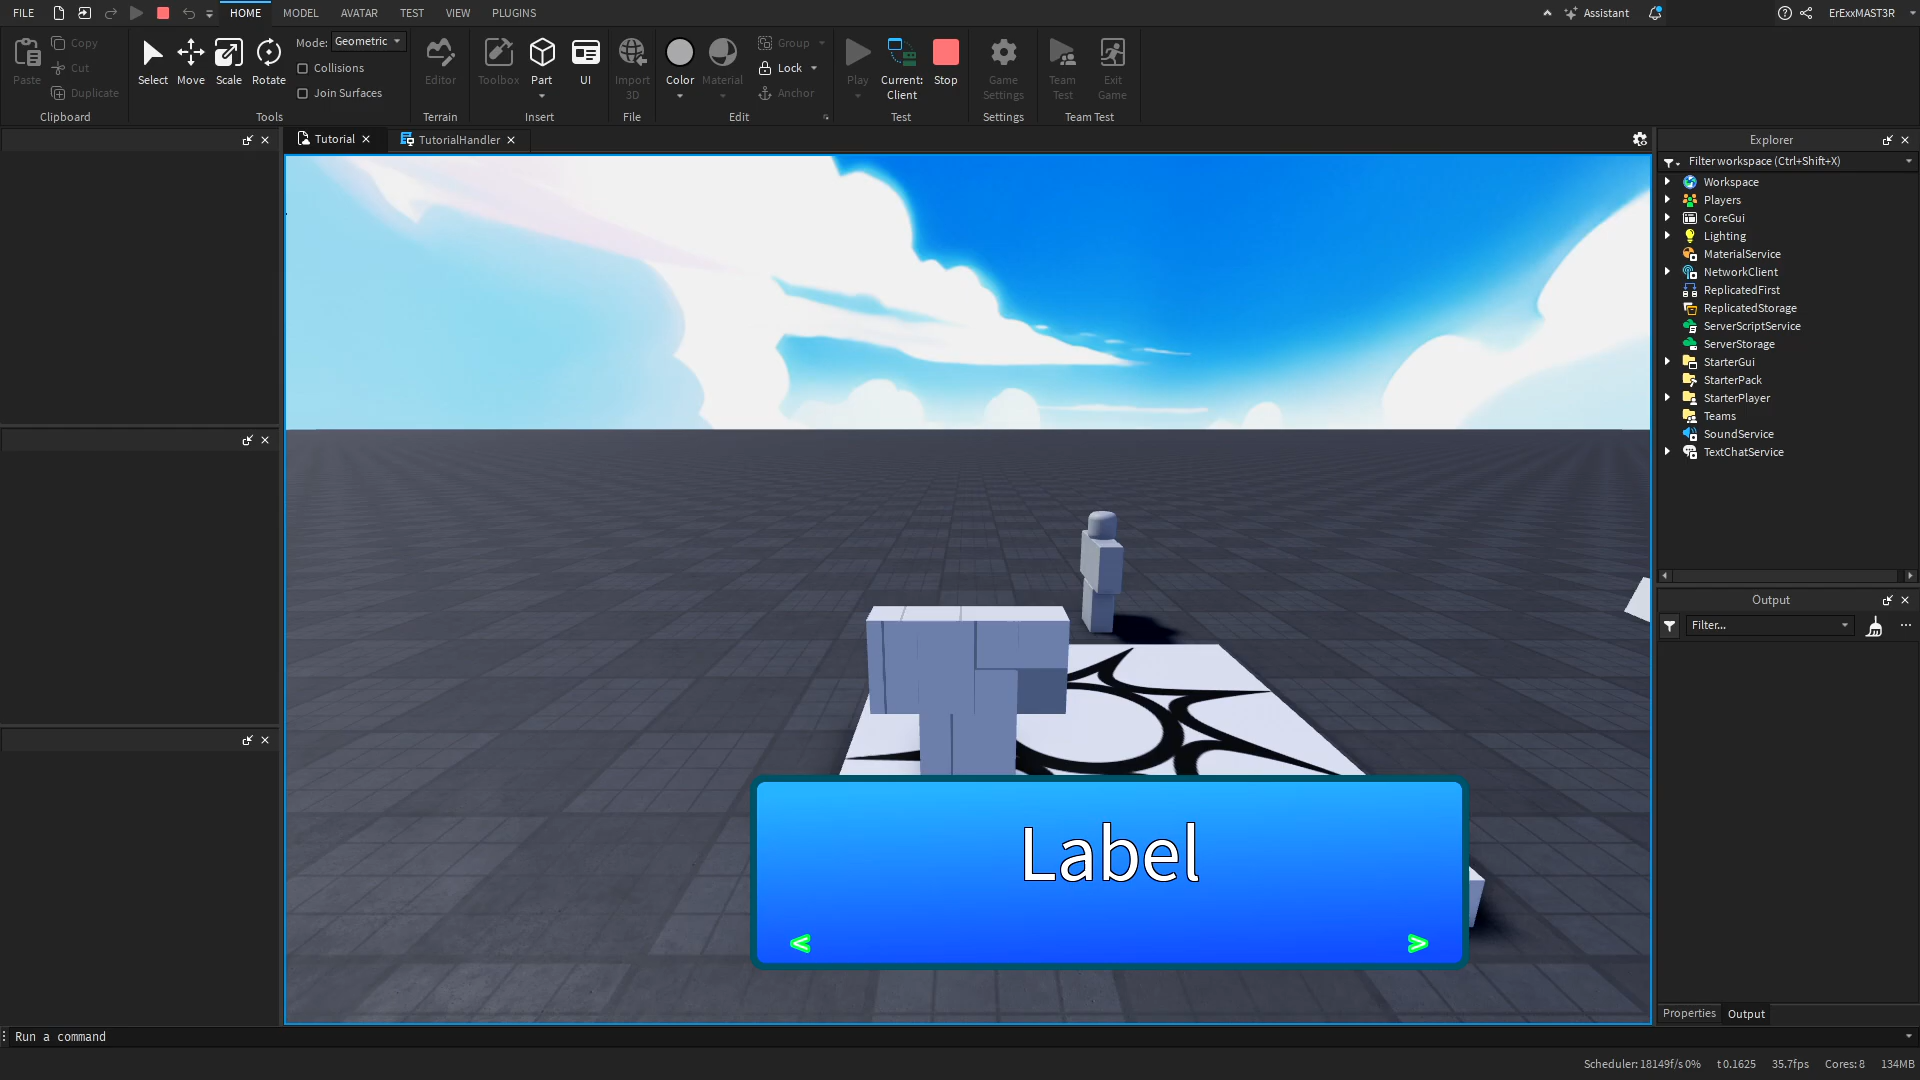 FILE HOME MODEL AVATAR TEST VIEW PLUGINS Assistant ErExxMAST3R
Paste Copy Cut Duplicate Clipboard
Select Move Scale Rotate Mode: Geometric Collisions Join Surfaces Tools
Editor Terrain
Toolbox Part UI Insert
Import 3D File
Color Material Group Lock Anchor Edit
Play Current: Client Stop Test
Game Settings Settings
Team Test Exit Game Team Test
Tutorial TutorialHandler
Label
<
>
Explorer
Filter workspace (Ctrl+Shift+X)
Workspace
Players
CoreGui
Lighting
MaterialService
NetworkClient
ReplicatedFirst
ReplicatedStorage
ServerScriptService
ServerStorage
StarterGui
StarterPack
StarterPlayer
Teams
SoundService
TextChatService
Output
Filter...
Properties Output
Run a command
Scheduler: 18149f/s 0% t 0.1625 35.7fps Cores: 8 134MB